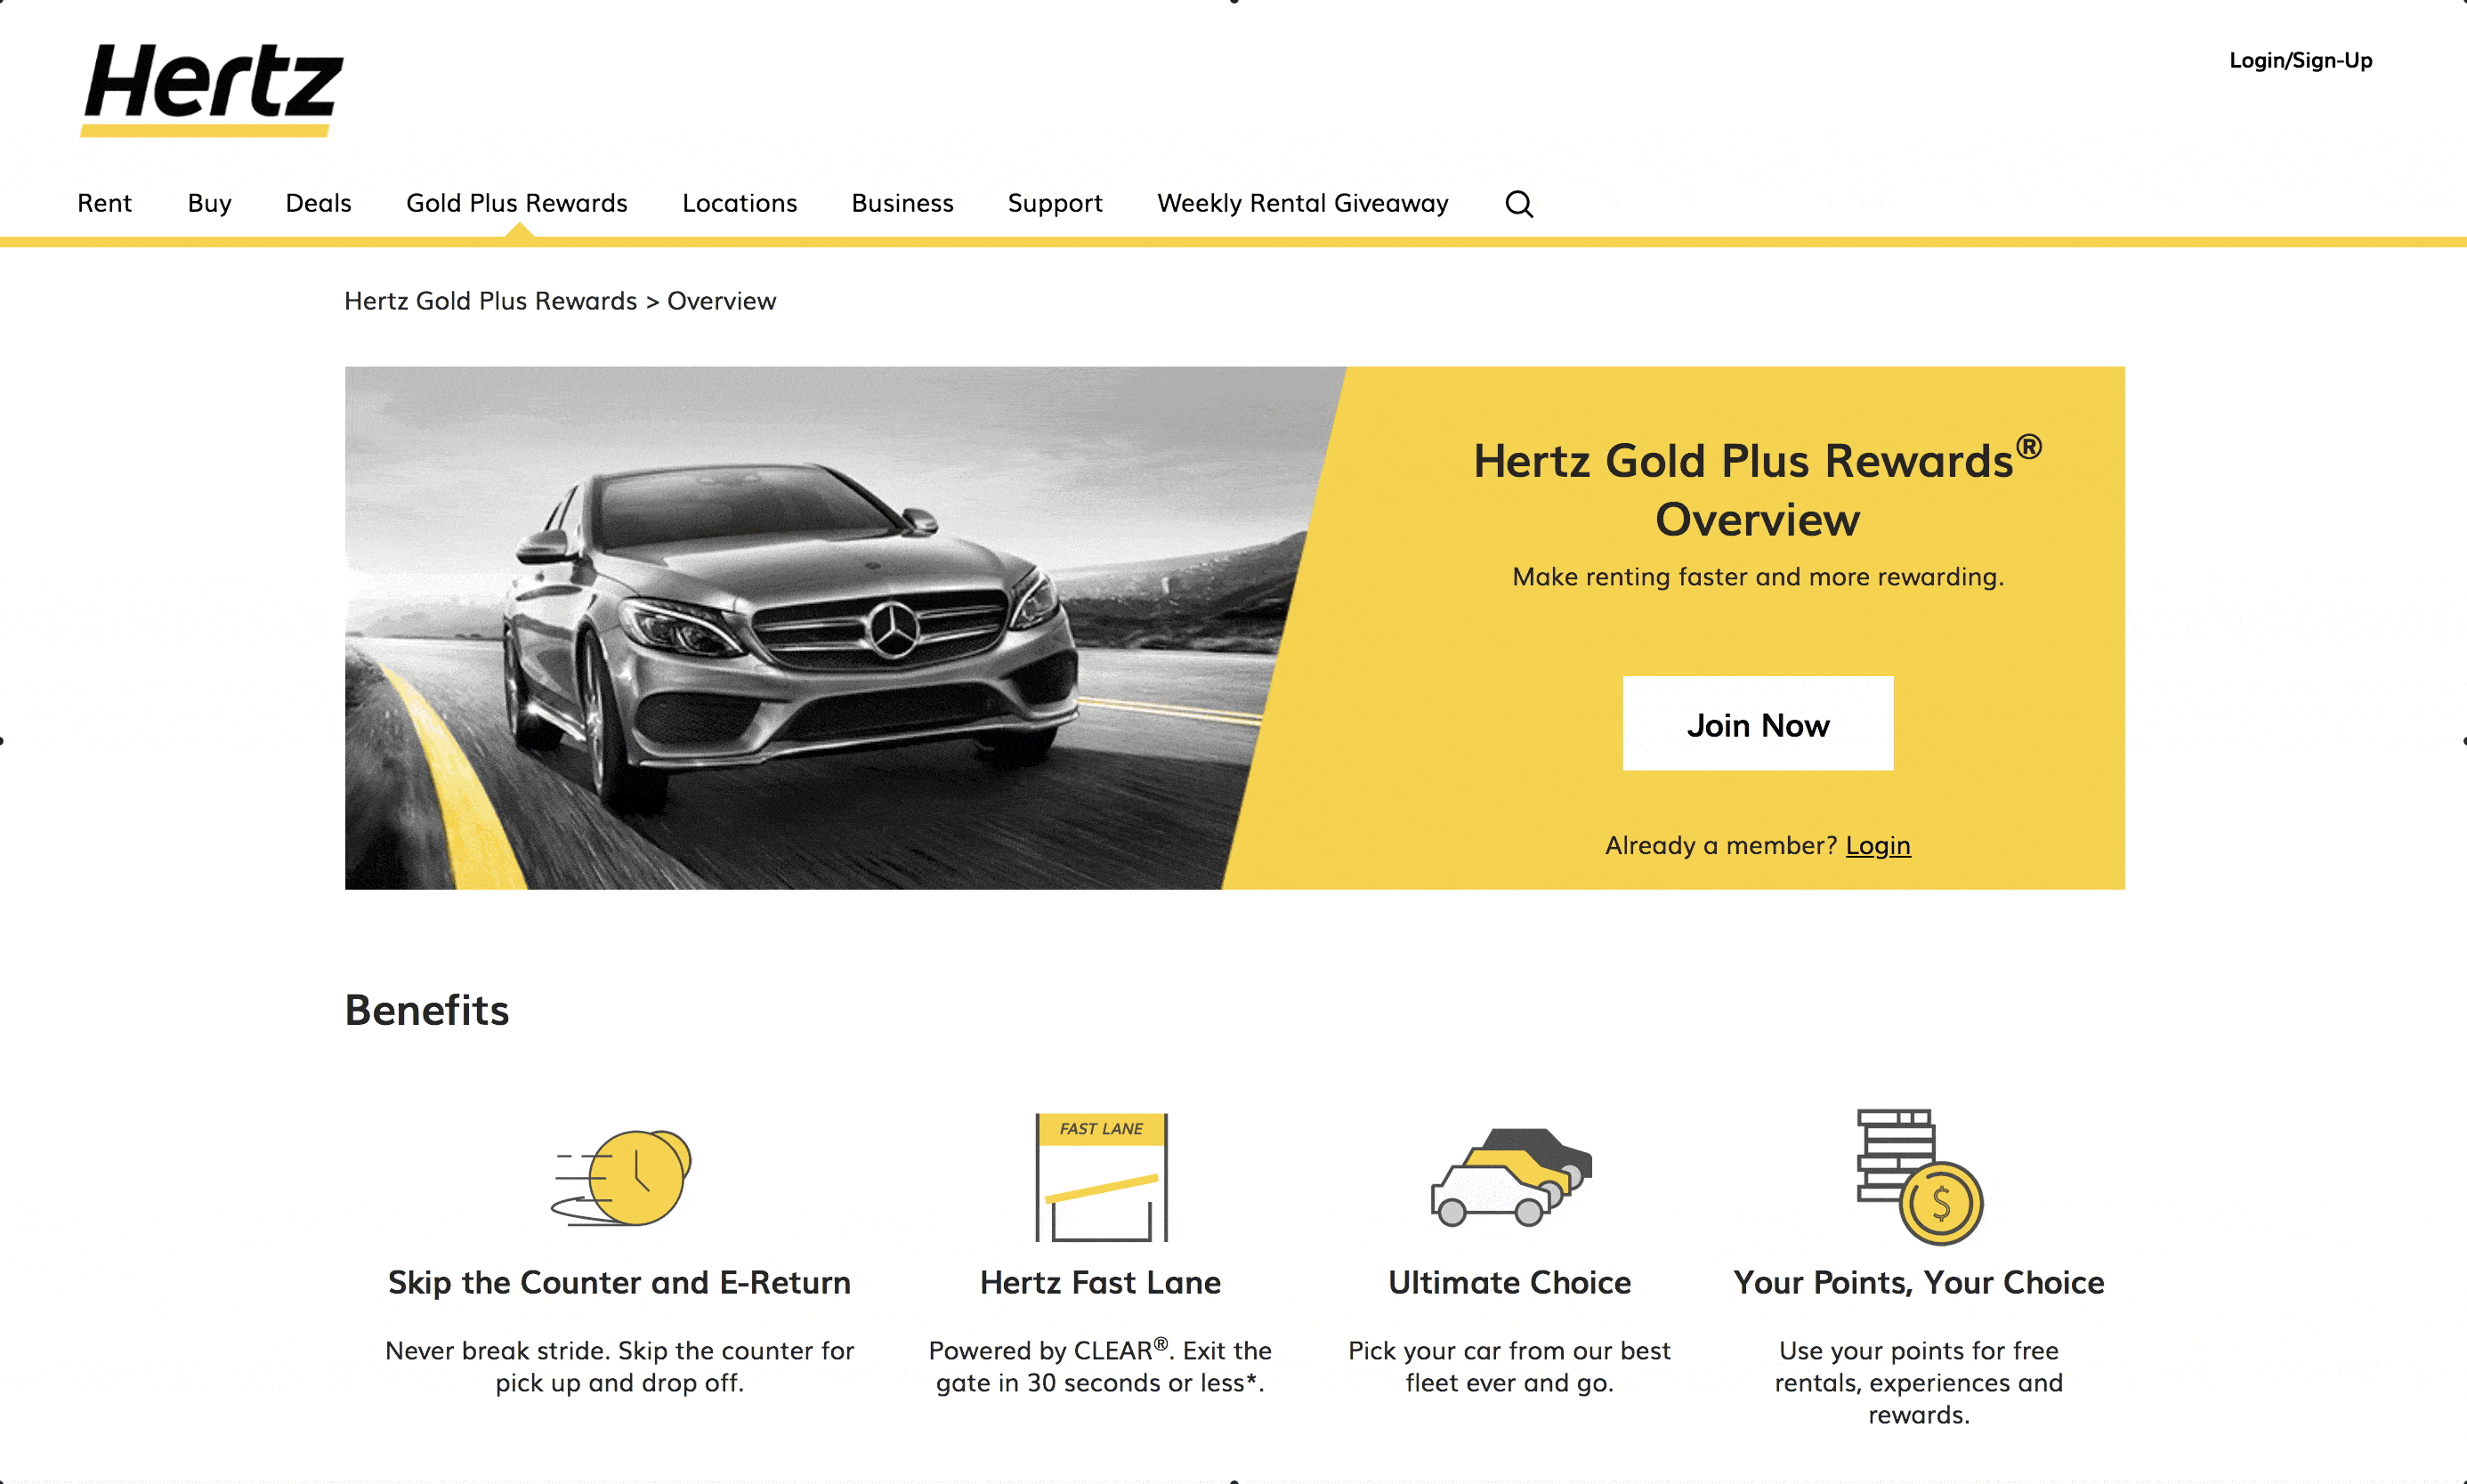 Hertz
Login/Sign-Up
Rent Buy Deals Gold Plus Rewards Locations Business Support Weekly Rental Giveaway
Hertz Gold Plus Rewards > Overview
Hertz Gold Plus Rewards®
Overview
Make renting faster and more rewarding.
Join Now
Already a member? Login
Benefits
FAST LANE
$
Skip the Counter and E-Return
Never break stride. Skip the counter for
pick up and drop off.
Hertz Fast Lane
Powered by CLEAR®. Exit the
gate in 30 seconds or less*.
Ultimate Choice
Pick your car from our best
fleet ever and go.
Your Points, Your Choice
Use your points for free
rentals, experiences and
rewards.